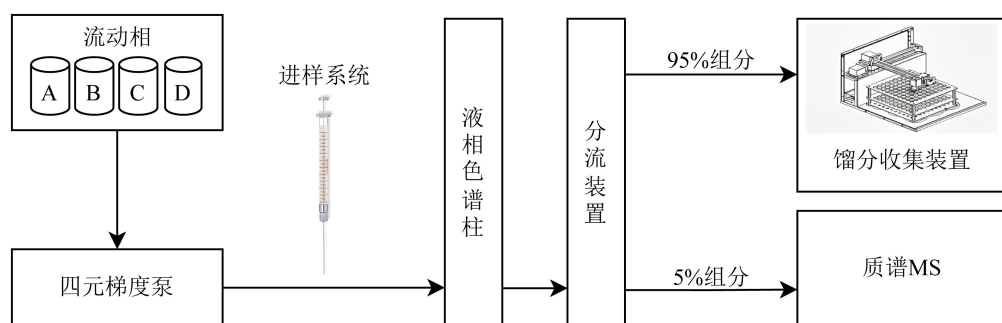 流动相
A B C D
进样系统
四元梯度泵
液相色谱柱
分流装置
95%组分
馏分收集装置
5%组分
质谱MS